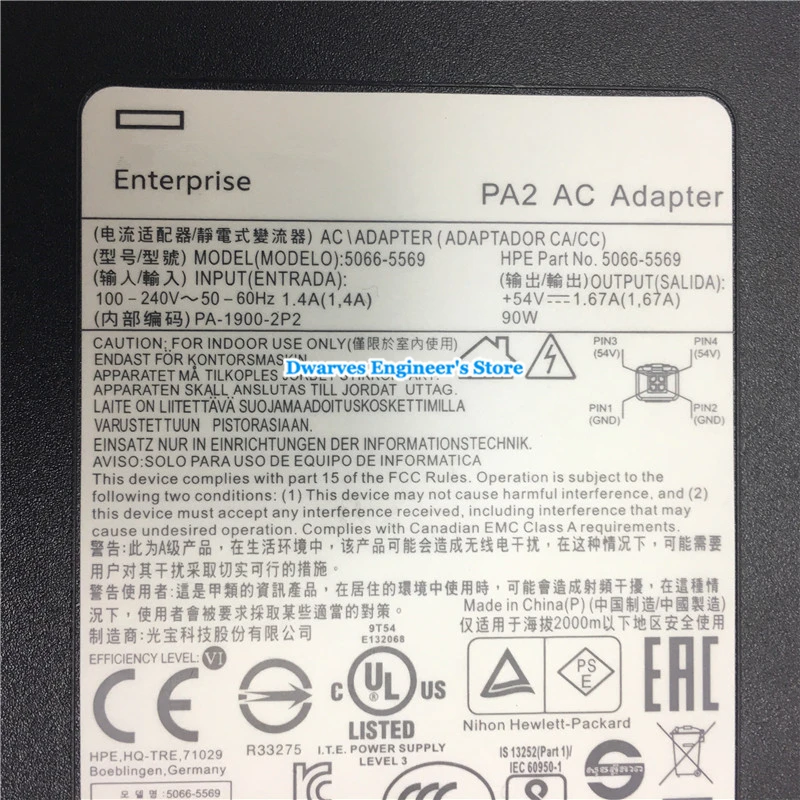 Enterprise
PA2 AC Adapter
(电流适配器/靜電式變流器) AC\ADAPTER (ADAPTADOR CA/CC)
(型号/型號) MODEL(MODELO):5066-5569 HPE Part No. 5066-5569
(输入/輸入) INPUT(ENTRADA): (输出/輸出) OUTPUT(SALIDA):
100-240V～50-60Hz 1.4A(1,4A) +54V⎓1.67A(1,67A)
(内部编码) PA-1900-2P2 90W
CAUTION: FOR INDOOR USE ONLY(僅限於室內使用)
ENDAST FÖR KONTORSMASKIN
APPARATET MÅ TILKOPLES JORDET
APPARATEN SKALL ANSLUTAS TILL JORDAT UTTAG.
LAITE ON LIITETTÄVÄ SUOJAMAADOITUSKOSKETTIMILLA
VARUSTETTUUN PISTORASIAAN.
EINSATZ NUR IN EINRICHTUNGEN DER INFORMATIONSTECHNIK.
AVISO:SOLO PARA USO DE EQUIPO DE INFORMATICA
Dwarves Engineer's Store
PIN3 PIN4
(54V) (54V)
PIN1 PIN2
(GND) (GND)
This device complies with part 15 of the FCC Rules. Operation is subject to the
following two conditions: (1) This device may not cause harmful interference, and (2)
this device must accept any interference received, including interference that may
cause undesired operation. Complies with Canadian EMC Class A requirements.
警告:此为A级产品，在生活环境中，该产品可能会造成无线电干扰，在这种情况下，可能需要
用户对其干扰采取切实可行的措施。
警告使用者:這是甲類的資訊產品，在居住的環境中使用時，可能會造成射頻干擾，在這種情
況下，使用者會被要求採取某些適當的對策。
Made in China(P) (中国制造/中國製造)
制造商:光宝科技股份有限公司
仅适用于海拔2000m以下地区安全使用
9T54
E132068
EFFICIENCY LEVEL: VI
CE
R33275
C UL US
LISTED
I.T.E. POWER SUPPLY
LEVEL 3
PS
E
Nihon Hewlett-Packard
EAC
HPE,HQ-TRE,71029
Boeblingen,Germany
IS 13252(Part 1)/
IEC 60950-1
모 델 명 :5066-5569